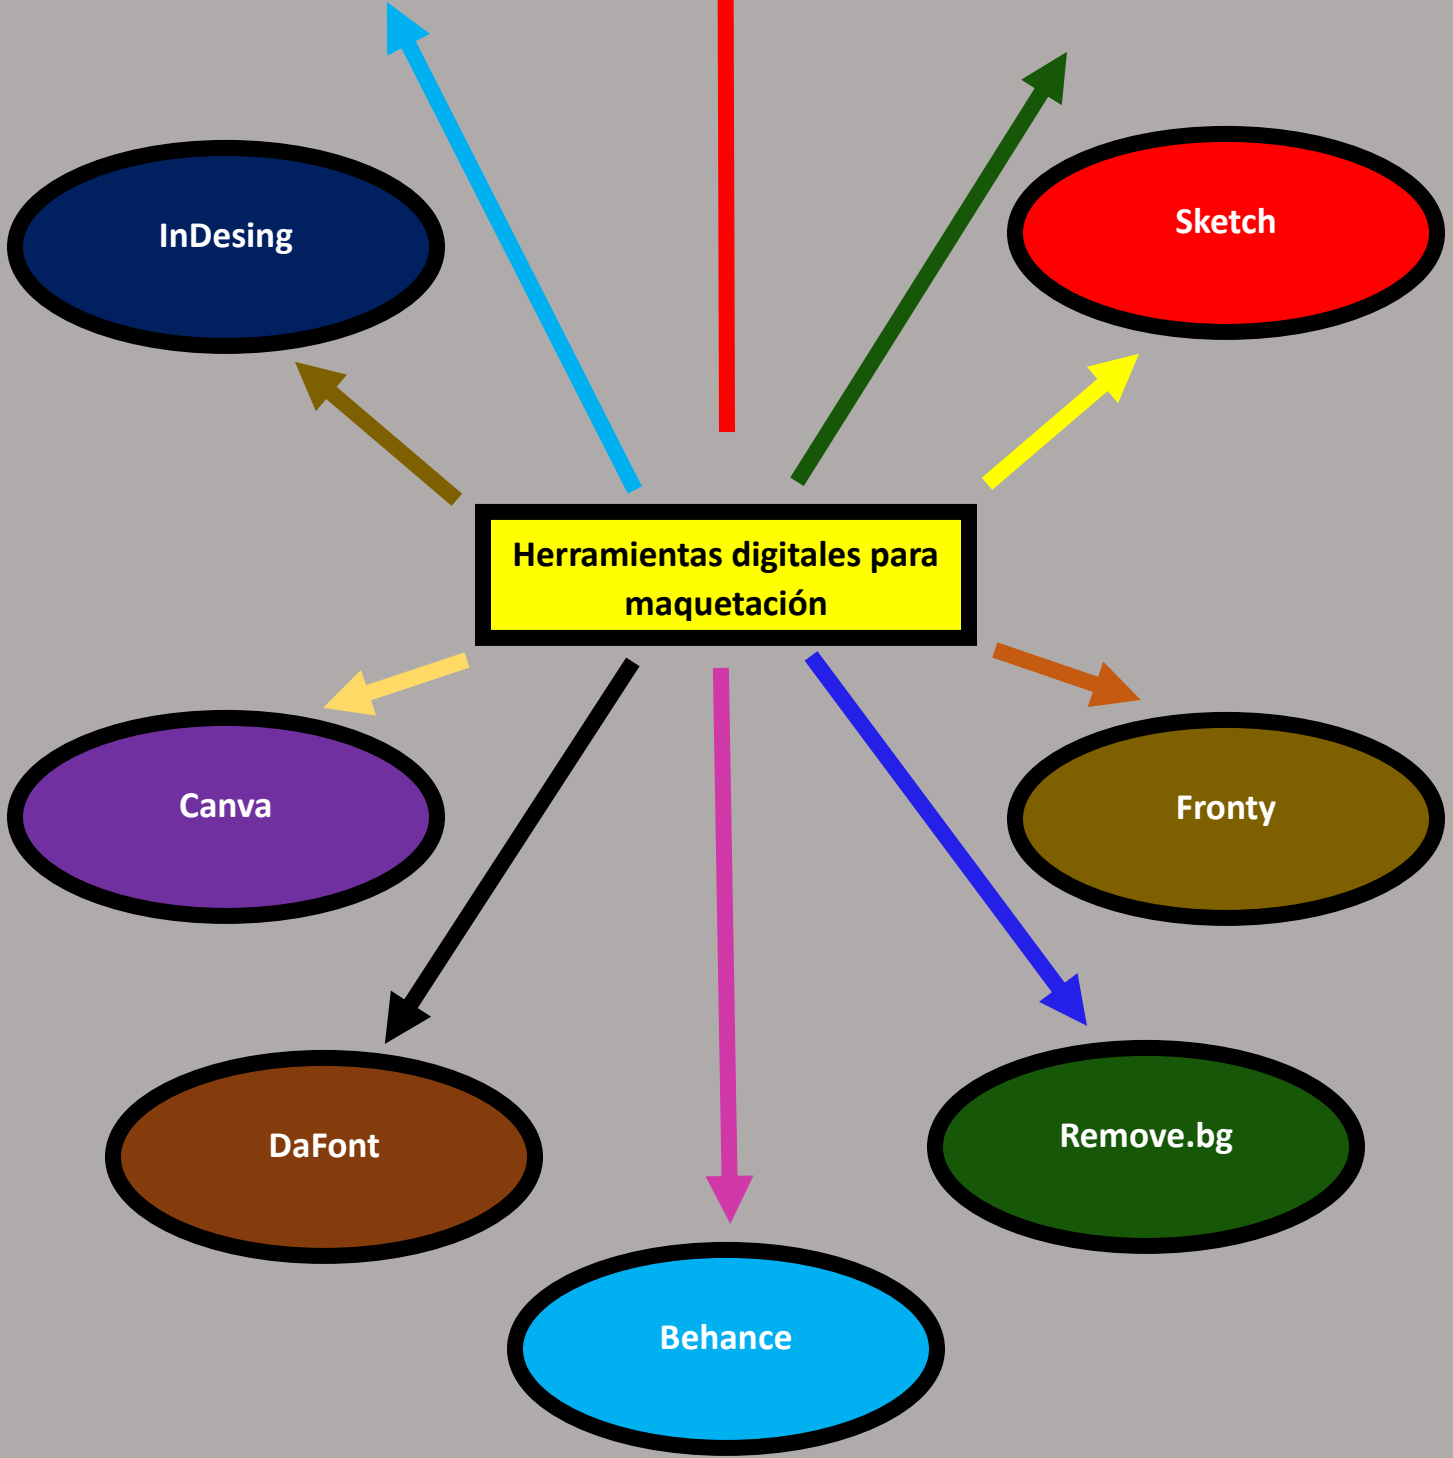 Sketch
InDesing
Herramientas digitales para
maquetación
Canva
Fronty
Remove.bg
DaFont
Behance